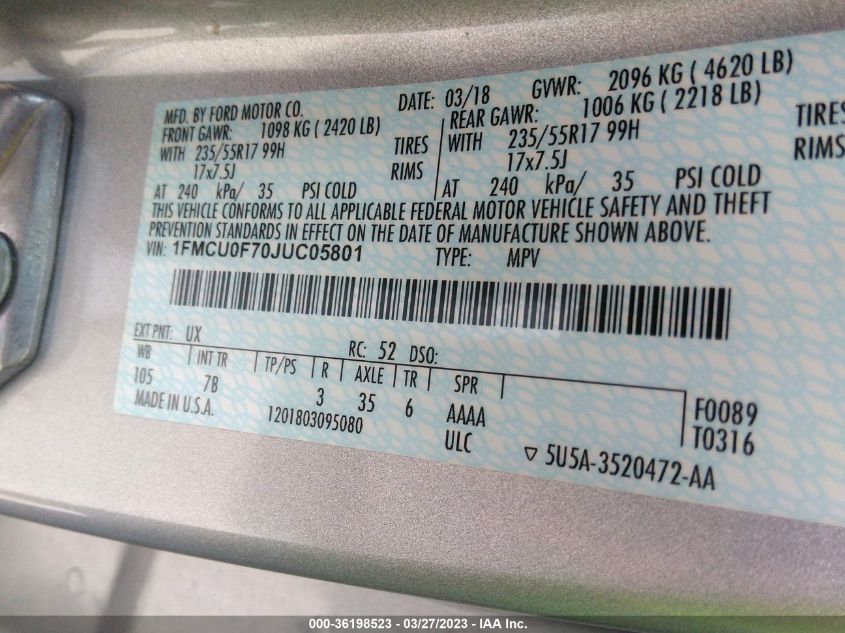 MFD. BY FORD MOTOR CO. DATE: 03/18 GVWR: 2096 KG ( 4620 LB)
FRONT GAWR: 1098 KG ( 2420 LB) REAR GAWR: 1006 KG ( 2218 LB)
WITH 235/55R17 99H TIRES WITH 235/55R17 99H TIRES
17x7.5J RIMS 17x7.5J RIMS
AT 240 kPa/ 35 PSI COLD AT 240 kPa/ 35 PSI COLD
THIS VEHICLE CONFORMS TO ALL APPLICABLE FEDERAL MOTOR VEHICLE SAFETY AND THEFT
PREVENTION STANDARDS IN EFFECT ON THE DATE OF MANUFACTURE SHOWN ABOVE.
VIN: 1FMCU0F70JUC05801 TYPE: MPV
EXT PNT: UX RC: 52 DSO:
WB INT TR TP/PS R AXLE TR SPR
105 7B 3 35 6 AAAA F0089
MADE IN U.S.A. 1201803095080 ULC T0316
▽ 5U5A-3520472-AA
000-36198523 - 03/27/2023 - © IAA Inc.